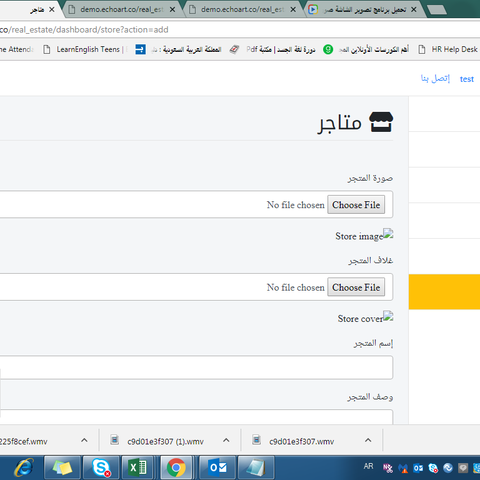 متاجر
demo.echoart.co/real_est
demo.echoart.co/real_esta
تحميل برنامج تصوير الشاشة صو
co/real_estate/dashboard/store?action=add
he Attenda
LearnEnglish Teens |
المملكة العربية السعودية : د
دورة لغة الجسد | مكتبة Pdf
أهم الكورسات الأونلاين المج
HR Help Desk
إتصل بنا
test
متاجر
صورة المتجر
Choose File No file chosen
Store image
غلاف المتجر
Choose File No file chosen
Store cover
إسم المتجر
وصف المتجر
225f8cef.wmv
c9d01e3f307 (1).wmv
c9d01e3f307.wmv
AR